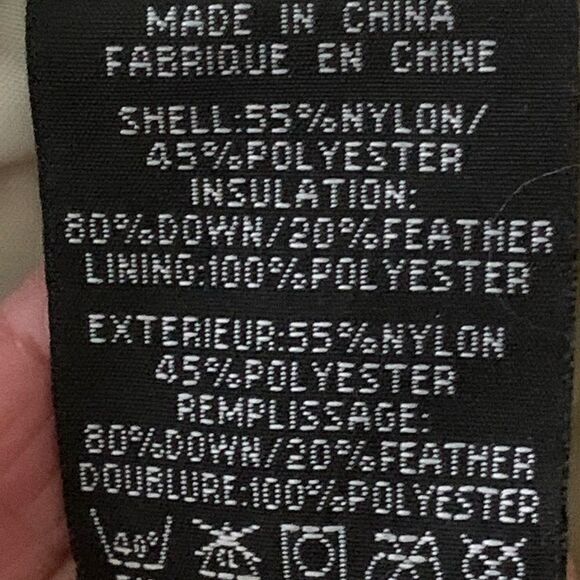 MADE IN CHINA
FABRIQUE EN CHINE
SHELL:55%NYLON/
45%POLYESTER
INSULATION:
80%DOWN/20%FEATHER
LINING:100%POLYESTER
EXTERIEUR:55%NYLON
45%POLYESTER
REMPLISSAGE:
80%DOWN/20%FEATHER
DOUBLURE:100%POLYESTER
40°